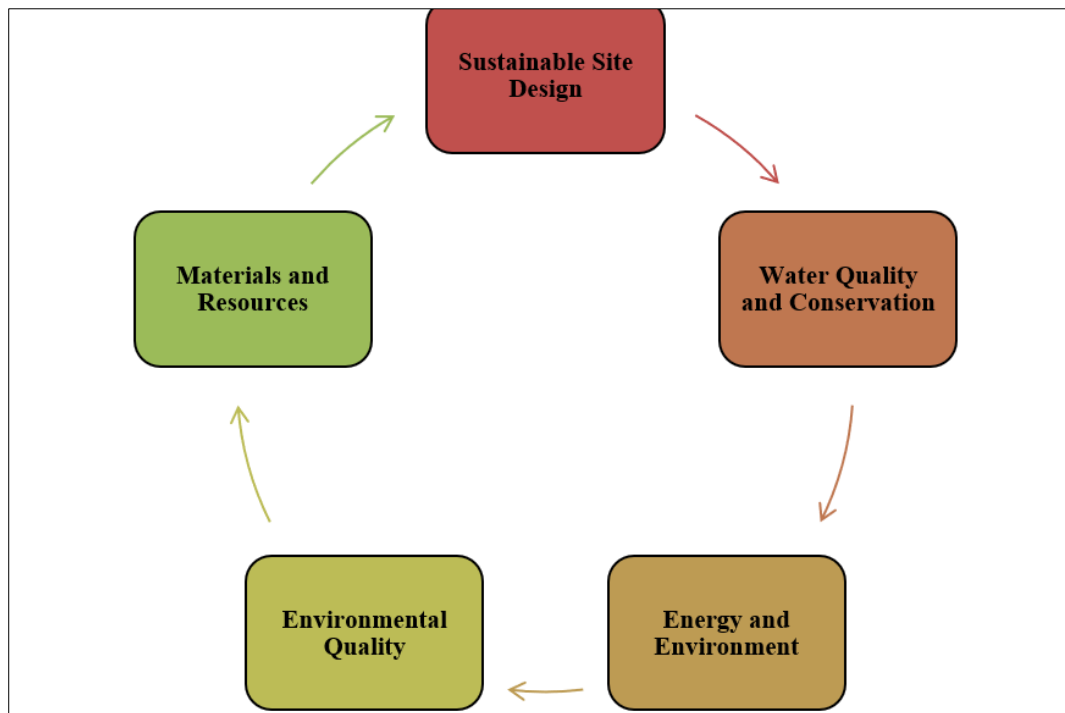 Sustainable Site
Design
Water Quality
and Conservation
Energy and
Environment
Environmental
Quality
Materials and
Resources